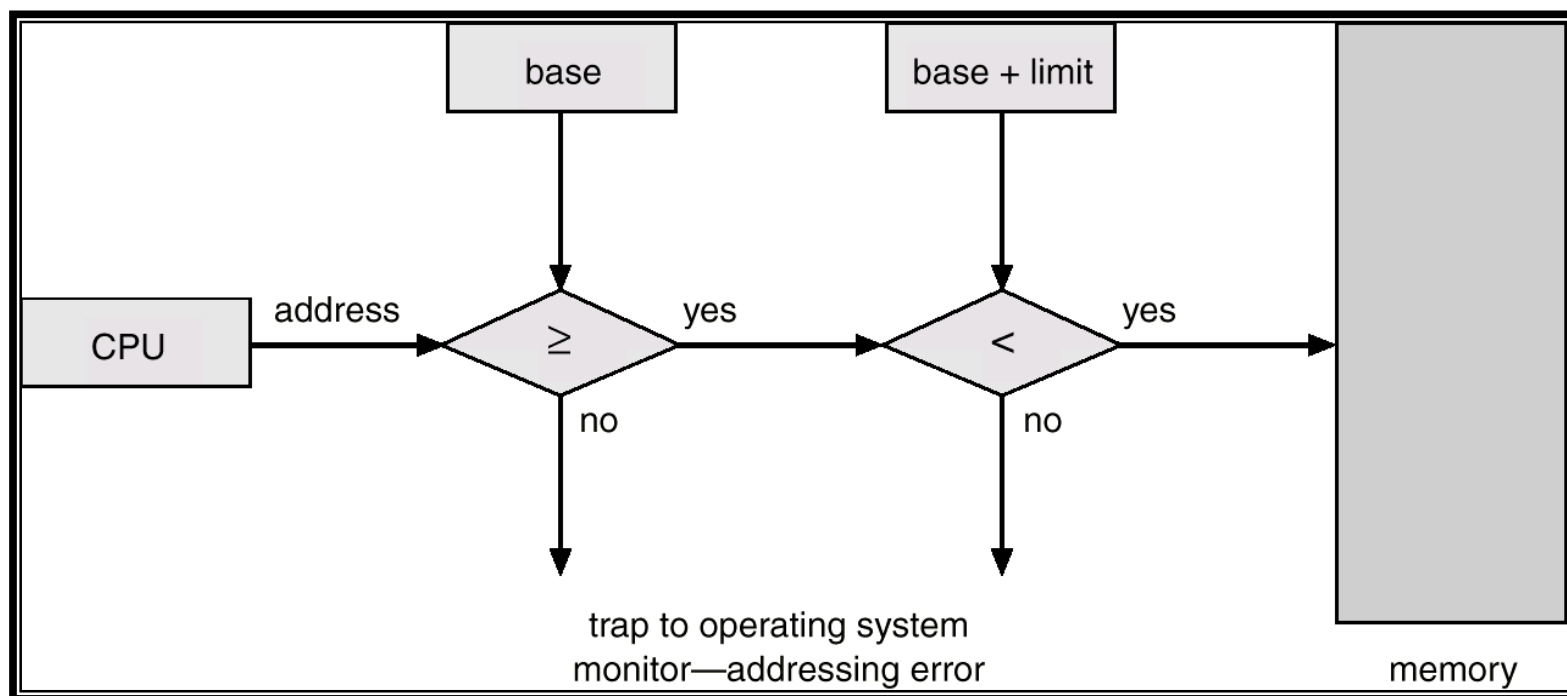 base
base + limit
address
yes
yes
CPU
≥
<
no
no
trap to operating system
monitor—addressing error
memory